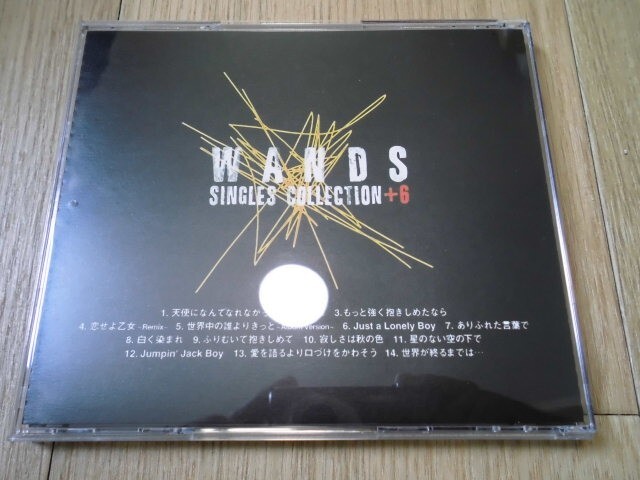 WANDS
SINGLES COLLECTION+6
1. 天使になんてなれなか 3.もっと強く抱きしめたなら
4. 恋せよ乙女 -Remix- 5. 世界中の誰よりきっと ~Album Version~ 6. Just a Lonely Boy 7. ありふれた言葉で
8. 白く染まれ 9. ふりむいて抱きしめて 10. 寂しさは秋の色 11. 星のない空の下で
12. Jumpin' Jack Boy 13. 愛を語るより口づけをかわそう 14. 世界が終るまでは…